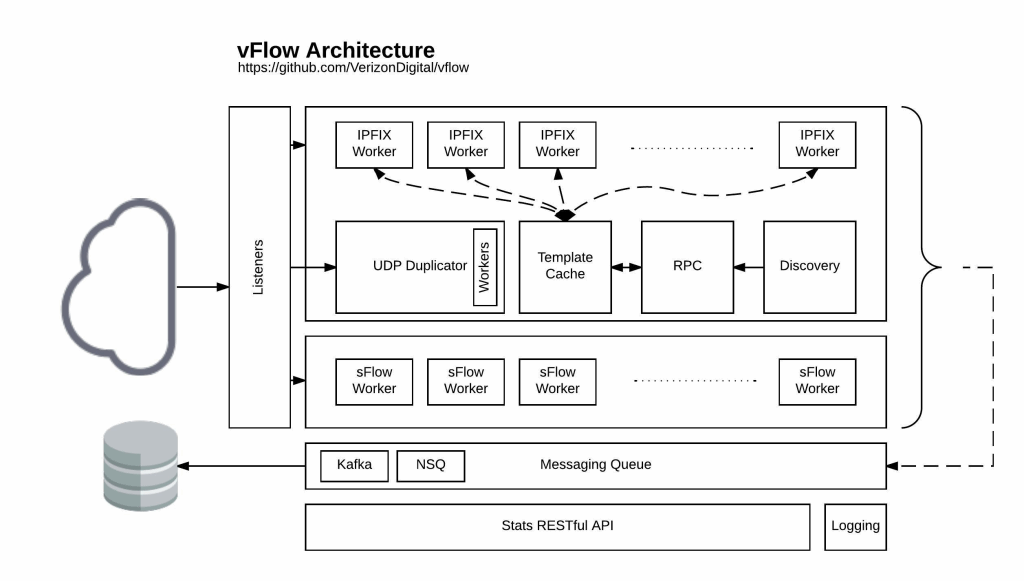 vFlow Architecture
https://github.com/VerizonDigital/vflow
Listeners
IPFIX
Worker
IPFIX
Worker
IPFIX
Worker
IPFIX
Worker
UDP Duplicator
Workers
Template
Cache
RPC
Discovery
sFlow
Worker
sFlow
Worker
sFlow
Worker
sFlow
Worker
Kafka
NSQ
Messaging Queue
Stats RESTful API
Logging